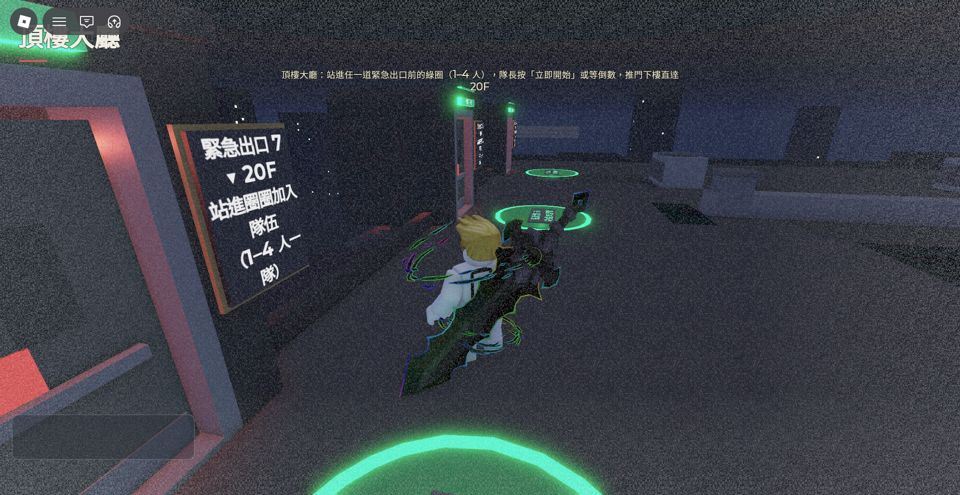 頂樓大廳
頂樓大廳：站進任一道緊急出口前的綠圈（1–4 人），隊長按「立即開始」或等倒數，推門下樓直達
20F
緊急出口 7
▼ 20F
站進圈圈加入
隊伍
（1–4 人一
隊）